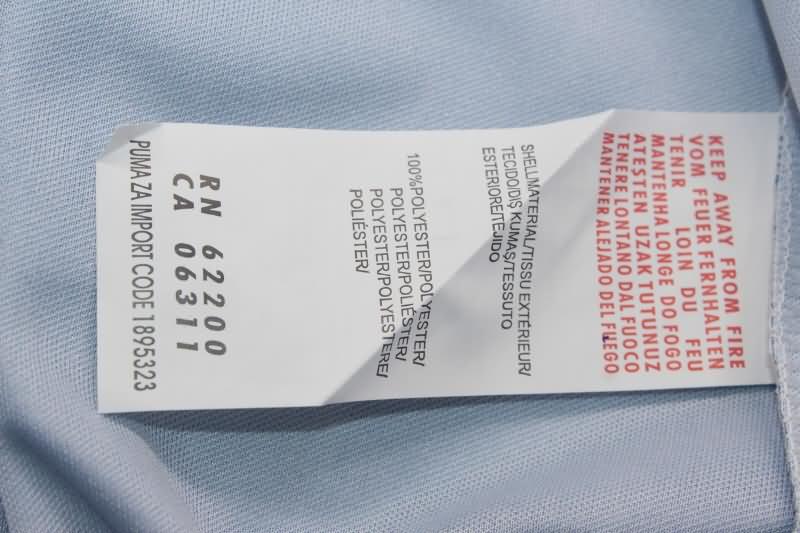 KEEP AWAY FROM FIRE
VOM FEUER FERNHALTEN
TENIR LOIN DU FEU
MANTENHA LONGE DO FOGO
ATEŞTEN UZAK TUTUNUZ
TENERE LONTANO DAL FUOCO
MANTENER ALEJADO DEL FUEGO
SHELLMATERIAL/TISSU EXTÉRIEUR/
TECIDO/DIŞ KUMAŞ/TESSUTO
ESTERIORE/TEJIDO
100%POLYESTER/POLYESTER/
POLYESTER/POLIÉSTER/
POLYESTER/POLYESTERE/
POLIÉSTER/
RN 62200
CA 06311
PUMA ZA IMPORT CODE 1895323